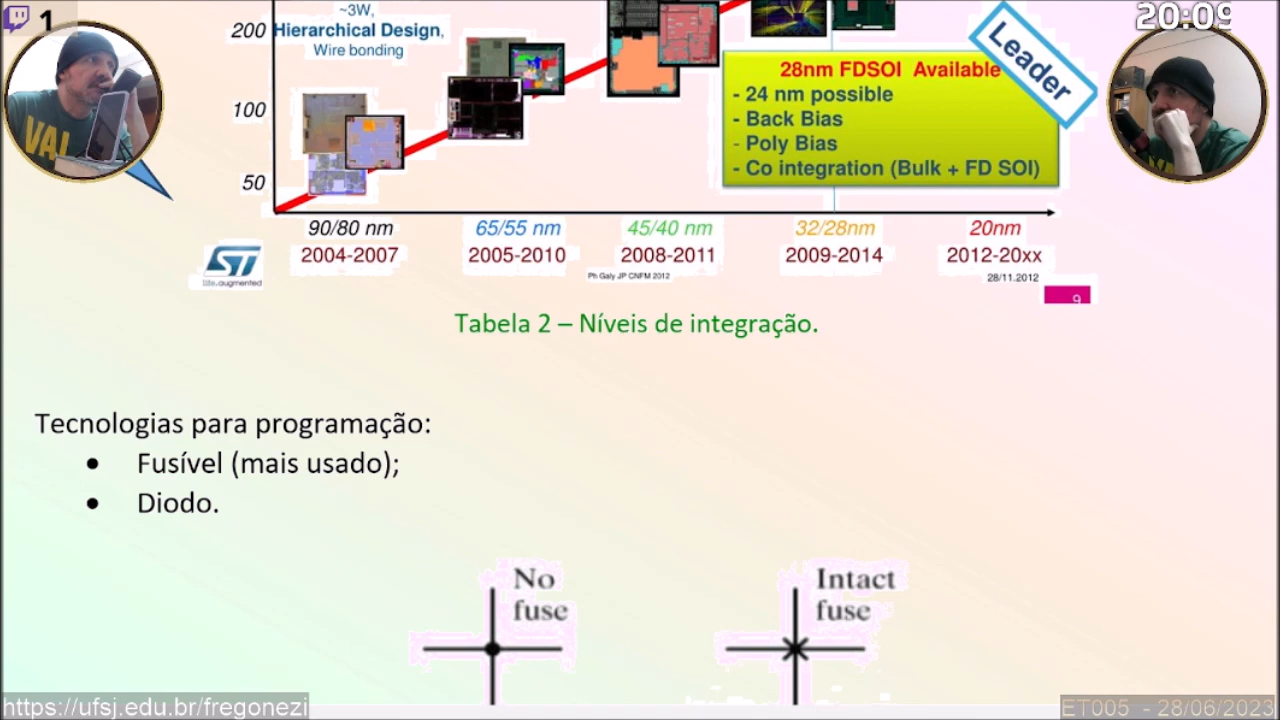 1
20:09
~3W,
200 Hierarchical Design,
Wire bonding
Leader
28nm FDSOI Available
- 24 nm possible
- Back Bias
- Poly Bias
- Co integration (Bulk + FD SOI)
100
50
VAL
90/80 nm 65/55 nm 45/40 nm 32/28nm 20nm
2004-2007 2005-2010 2008-2011 2009-2014 2012-20xx
ST
life.augmented
Ph Galy JP CNFM 2012
28/11.2012
9
Tabela 2 – Níveis de integração.
Tecnologias para programação:
• Fusível (mais usado);
• Diodo.
No
fuse
Intact
fuse
https://ufsj.edu.br/fregonezi
ET005 - 28/06/2023